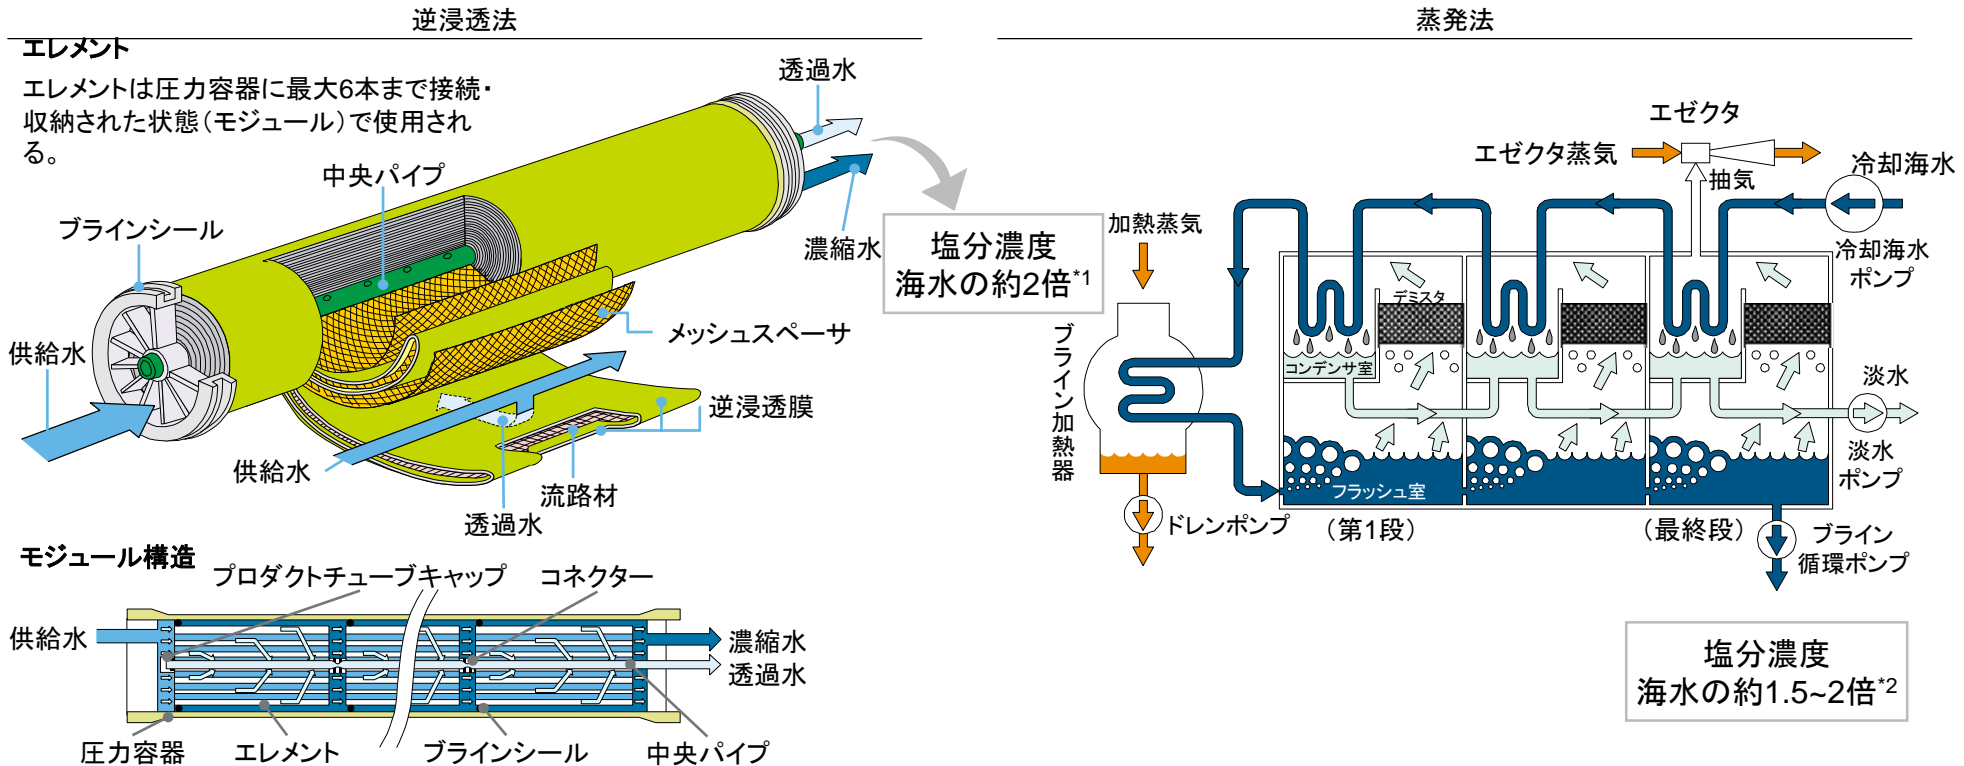 逆浸透法
エレメント
エレメントは圧力容器に最大6本まで接続・
収納された状態（モジュール）で使用され
る。
透過水
中央パイプ
ブラインシール
濃縮水
塩分濃度
海水の約2倍*1
メッシュスペーサ
供給水
逆浸透膜
供給水
流路材
透過水
モジュール構造
プロダクトチューブキャップ
コネクター
供給水
濃縮水
透過水
圧力容器
エレメント
ブラインシール
中央パイプ
蒸発法
エゼクタ
エゼクタ蒸気
抽気
冷却海水
冷却海水
ポンプ
加熱蒸気
デミスタ
ブライン加熱器
コンデンサ室
淡水
淡水
ポンプ
フラッシュ室
ドレンポンプ
（第1段）
（最終段）
ブライン
循環ポンプ
塩分濃度
海水の約1.5~2倍*2